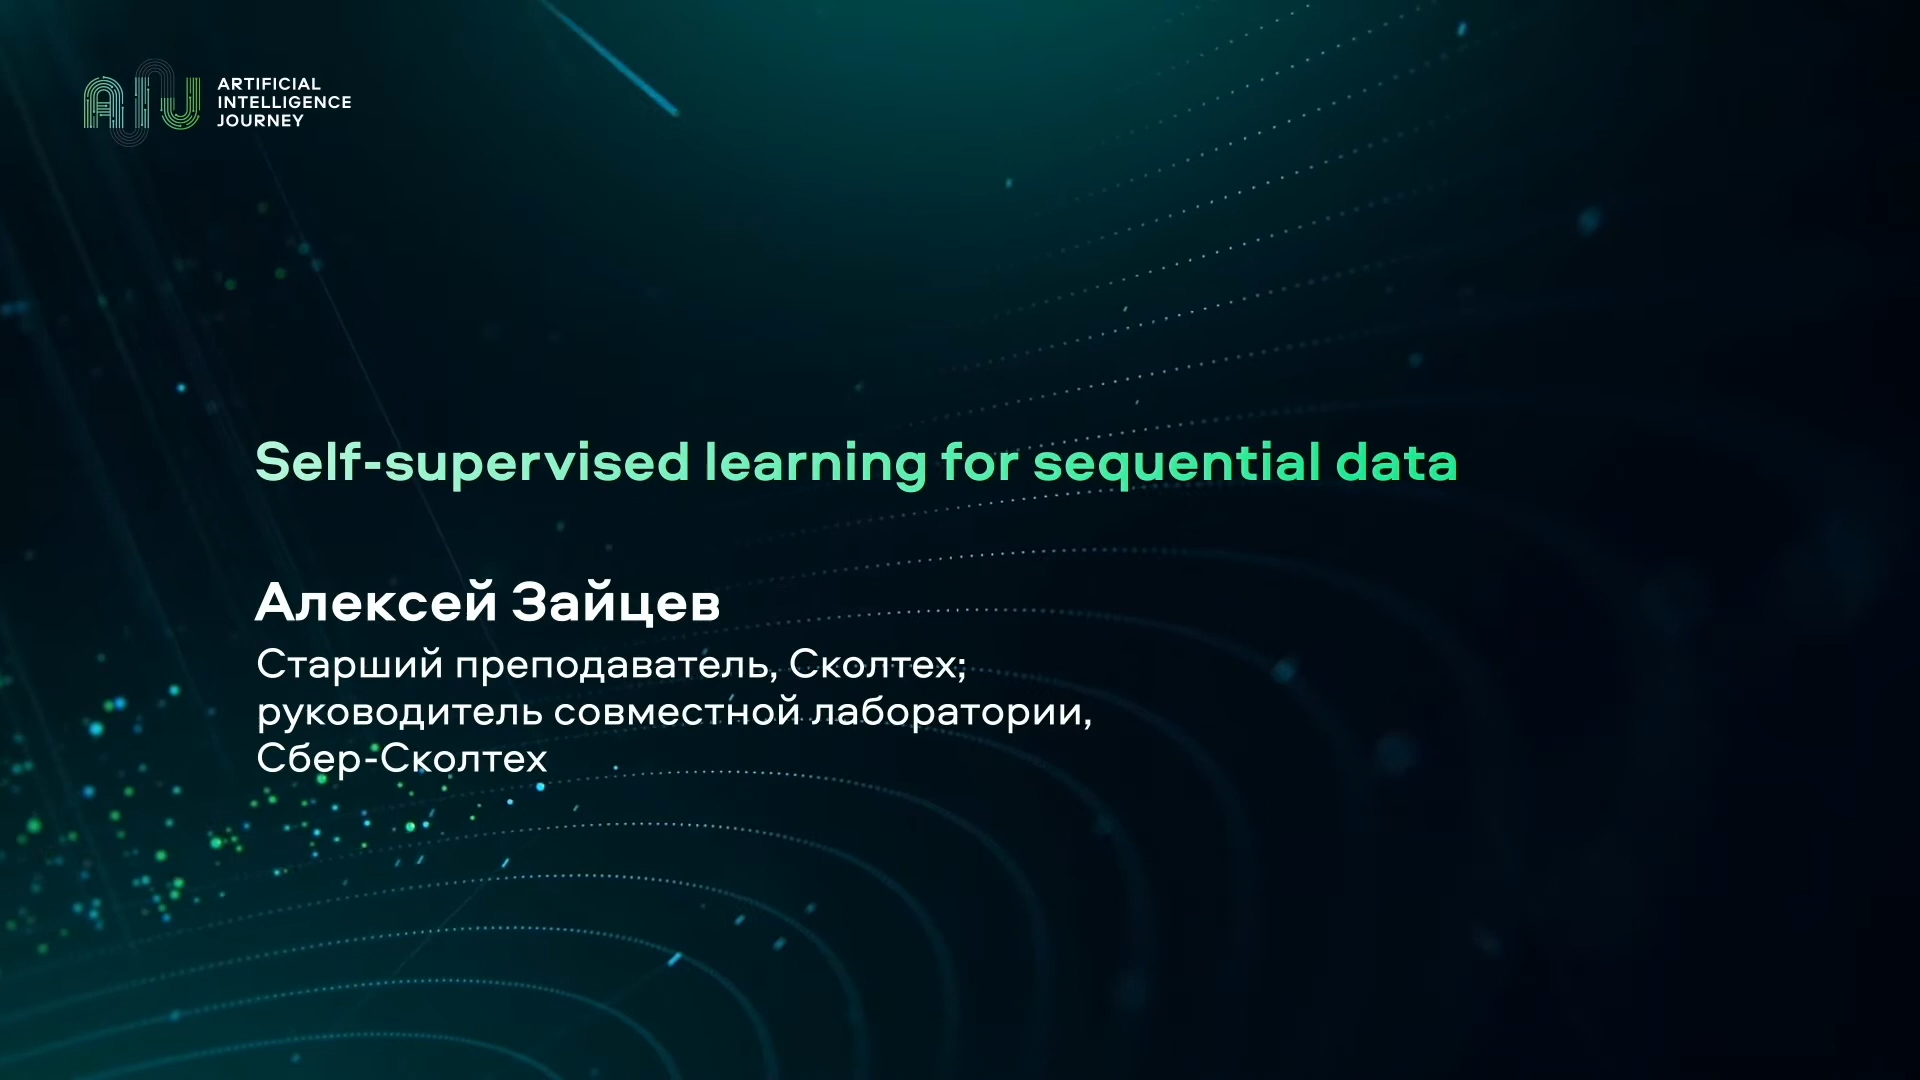 ARTIFICIAL
INTELLIGENCE
JOURNEY
Self-supervised learning for sequential data
Алексей Зайцев
Старший преподаватель, Сколтех;
руководитель совместной лаборатории,
Сбер-Сколтех